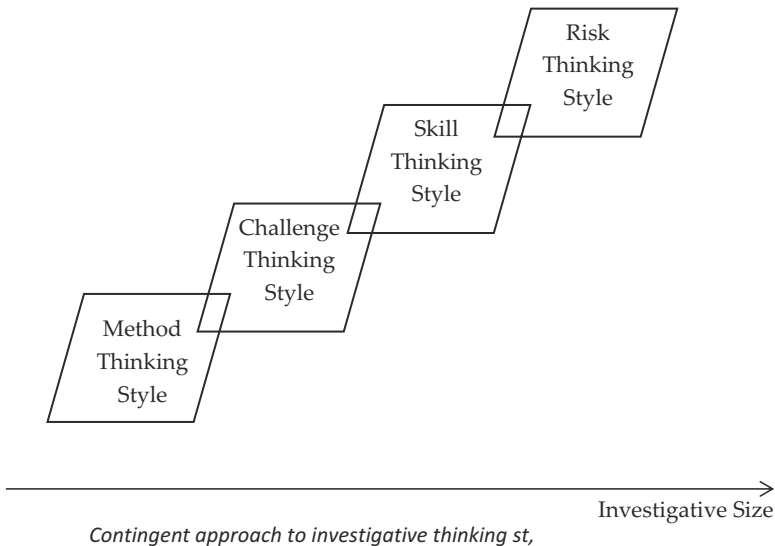 Risk
Thinking
Style
Skill
Thinking
Style
Challenge
Thinking
Style
Method
Thinking
Style
Investigative Size
Contingent approach to investigative thinking st,